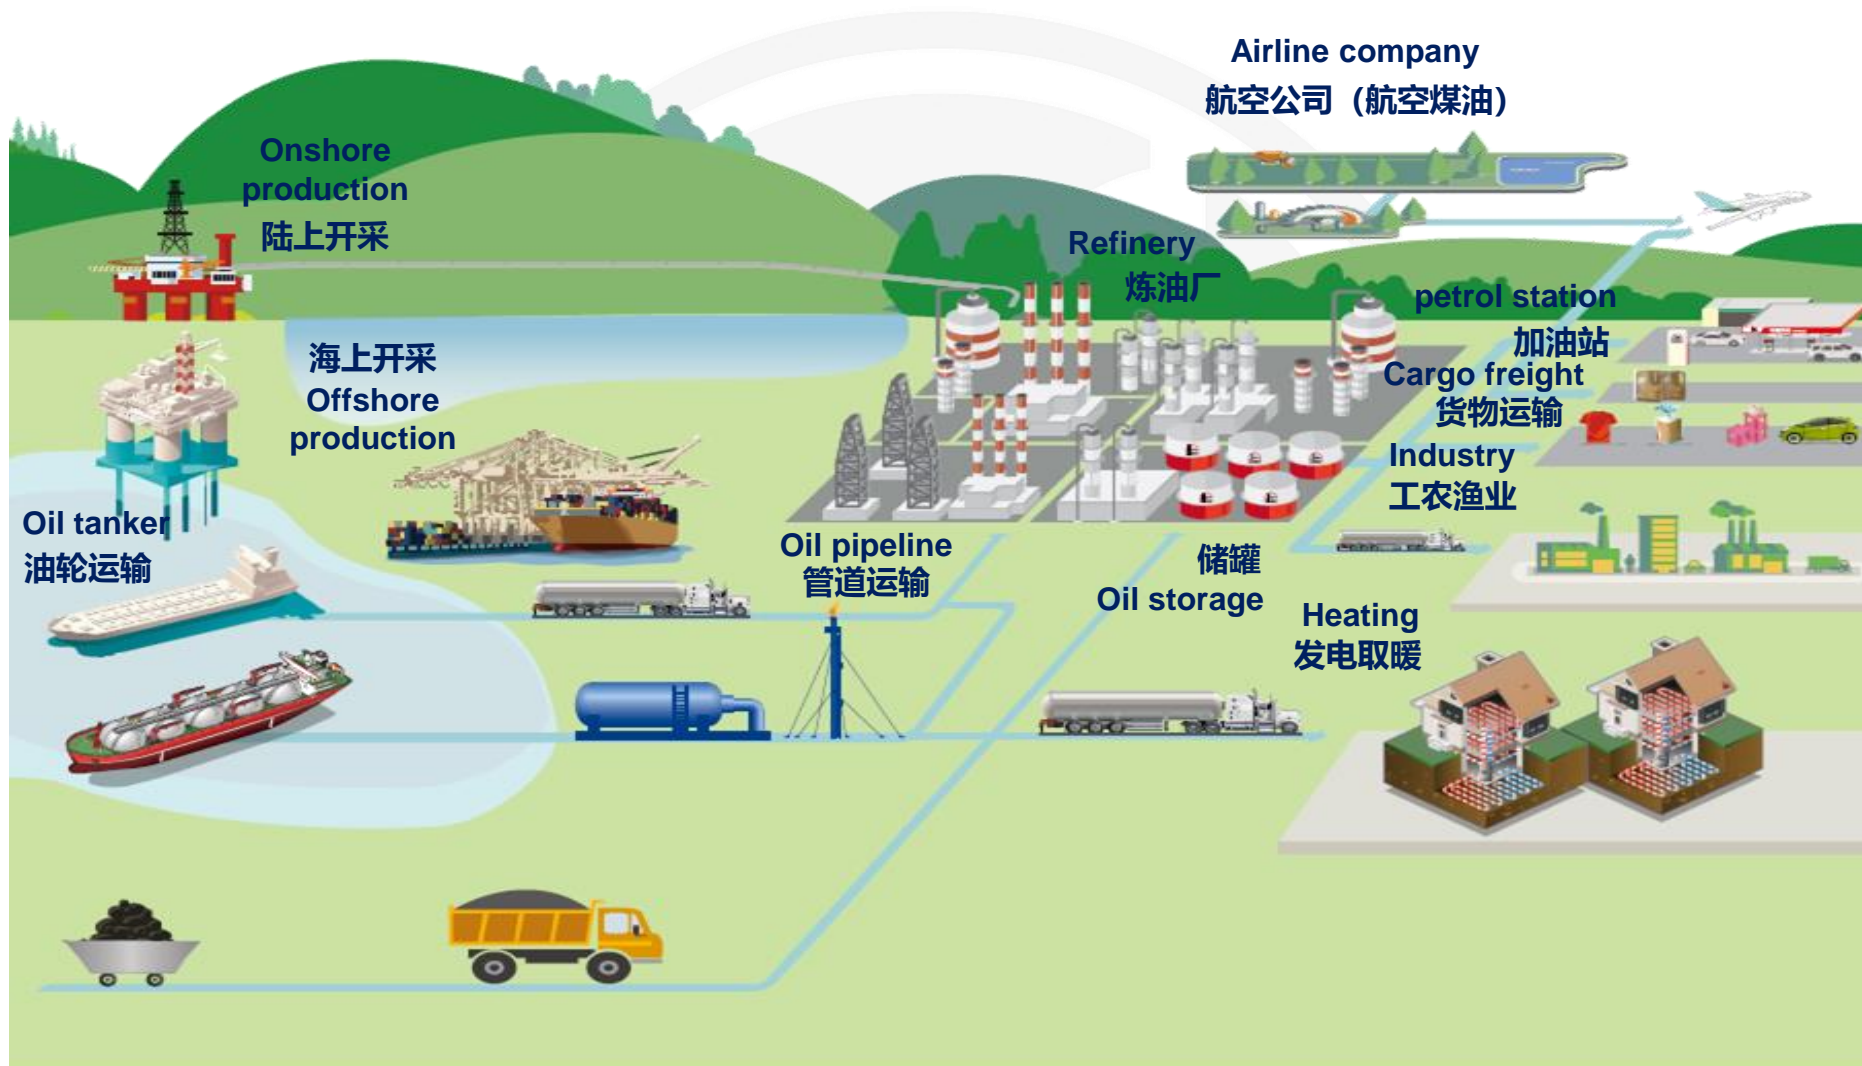 Airline company
航空公司（航空煤油）
Onshore
production
陆上开采
Refinery
炼油厂
petrol station
加油站
海上开采
Offshore
production
Cargo freight
货物运输
Industry
工农渔业
Oil tanker
油轮运输
Oil pipeline
管道运输
储罐
Oil storage
Heating
发电取暖